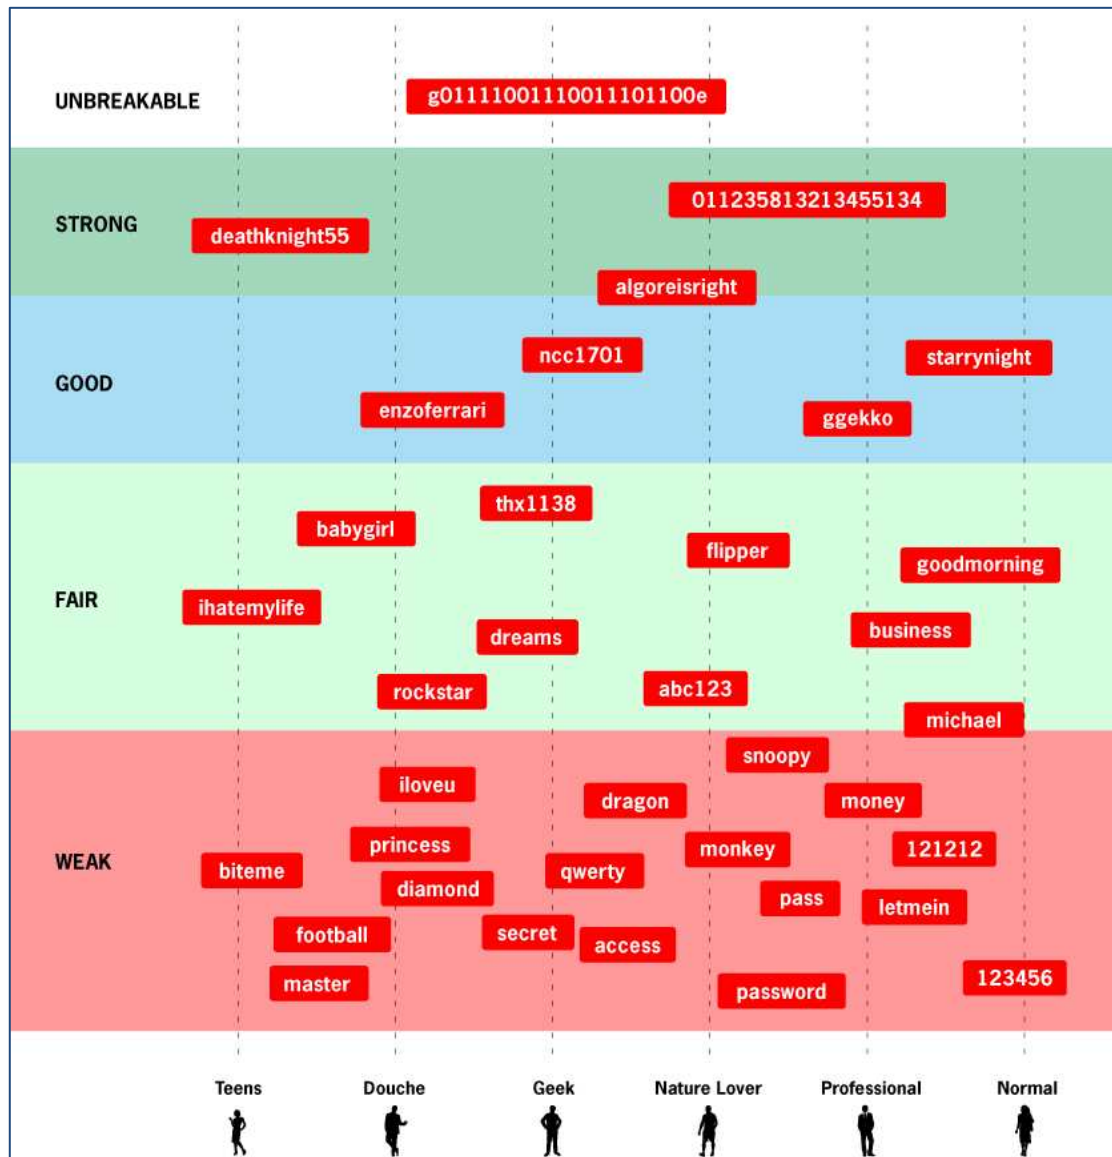 UNBREAKABLE
g01111001110011101100e
STRONG
011235813213455134
deathknight55
algoreisright
GOOD
ncc1701
starrynight
enzoferrari
ggekko
FAIR
thx1138
babygirl
flipper
goodmorning
ihatemylife
business
dreams
abc123
rockstar
michael
WEAK
snoopy
iloveu
dragon
money
princess
monkey
121212
biteme
qwerty
diamond
pass
letmein
football
secret
access
master
password
123456
Teens
Douche
Geek
Nature Lover
Professional
Normal